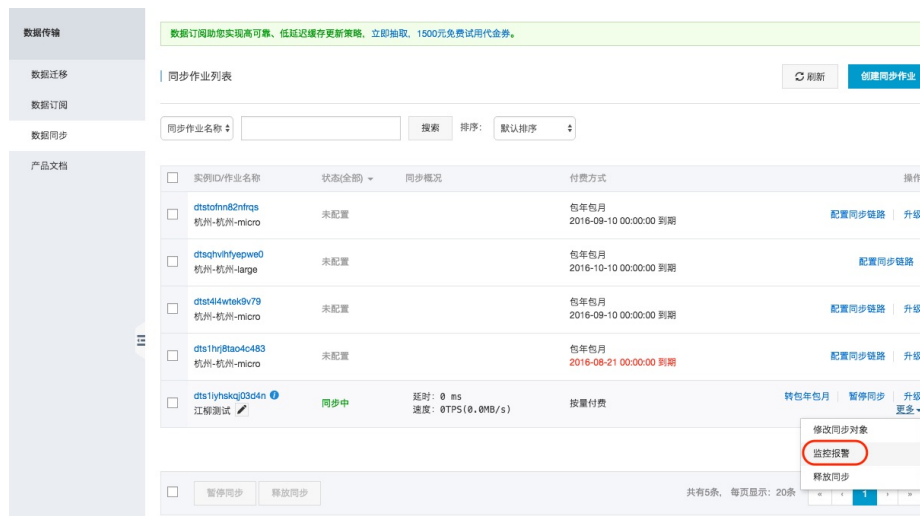 数据传输
数据迁移
数据订阅
数据同步
产品文档
数据订阅助您实现高可靠、低延迟缓存更新策略，立即抽取，1500元免费试用代金券。
同步作业列表
刷新
创建同步作业
同步作业名称
搜索
排序:
默认排序
实例ID/作业名称 状态(全部) 同步概况 付费方式 操作
dtstofnn82nfrqs
杭州-杭州-micro
未配置
包年包月
2016-09-10 00:00:00 到期
配置同步链路 升级
dtsqhvlhfyepwe0
杭州-杭州-large
未配置
包年包月
2016-10-10 00:00:00 到期
配置同步链路
dtst4l4wtek9v79
杭州-杭州-micro
未配置
包年包月
2016-09-10 00:00:00 到期
配置同步链路 升级
dts1hrj8tao4c483
杭州-杭州-micro
未配置
包年包月
2016-08-21 00:00:00 到期
配置同步链路 升级
dts1iyhskqj03d4n
江柳测试
同步中
延时: 0 ms
速度: 0TPS(0.0MB/s)
按量付费
转包年包月 暂停同步 升级
更多
修改同步对象
监控报警
释放同步
暂停同步
释放同步
共有5条, 每页显示: 20条
« ‹ 1 › »